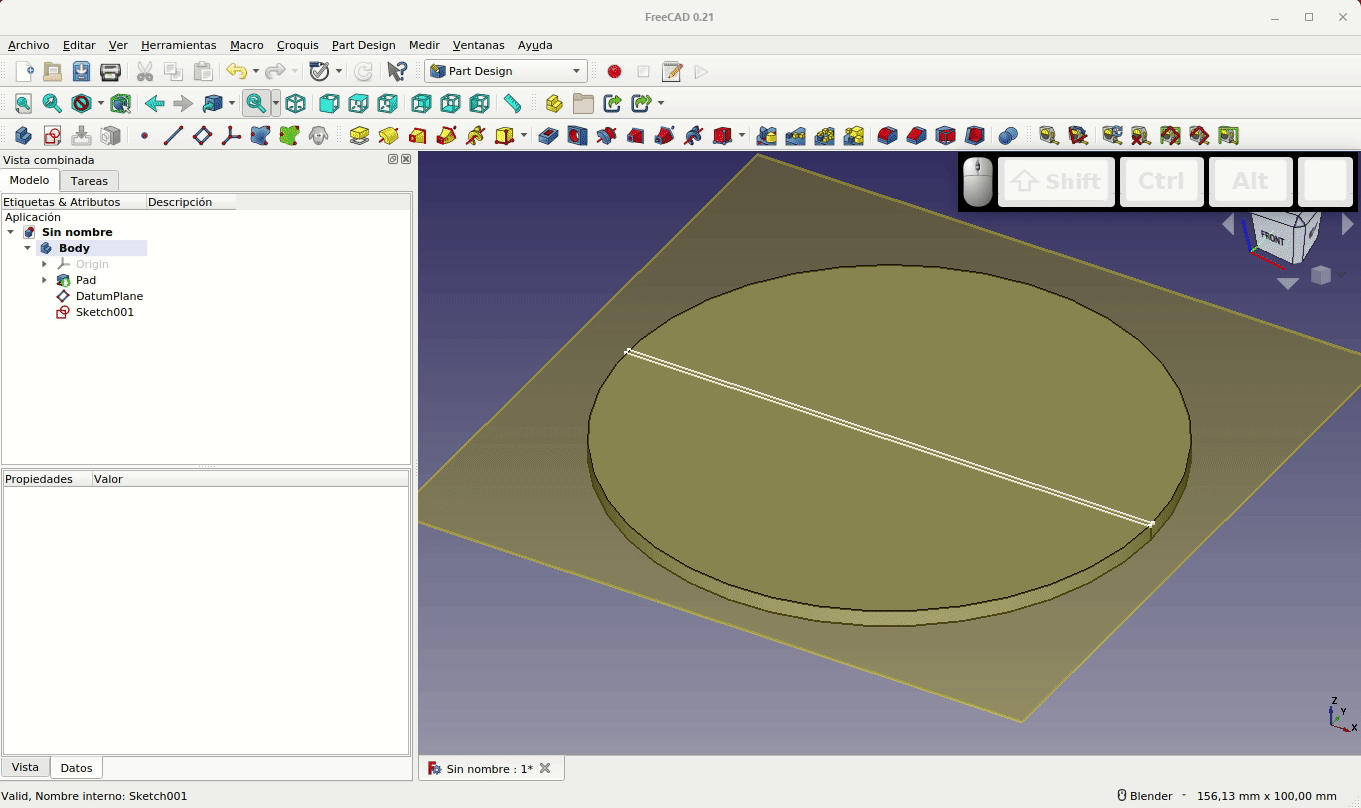 FreeCAD 0.21
Archivo Editar Ver Herramientas Macro Croquis Part Design Medir Ventanas Ayuda
Part Design
Vista combinada
Modelo Tareas
Shift Ctrl Alt
Etiquetas & Atributos Descripción
Aplicación
Sin nombre
Body
Origin
Pad
DatumPlane
Sketch001
FRONT
Propiedades Valor
Z
Y
X
Vista Datos
Sin nombre : 1*
Valid, Nombre interno: Sketch001
Blender - 156,13 mm x 100,00 mm